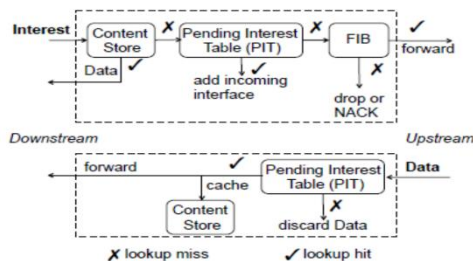 Interest
Content
Store
✗
Pending Interest
Table (PIT)
✗
FIB
✓
forward
Data
✓
✓
add incoming
interface
✗
drop or
NACK
Downstream
Upstream
forward
✓
cache
Pending Interest
Table (PIT)
Data
Content
Store
✗
discard Data
✗ lookup miss
✓ lookup hit